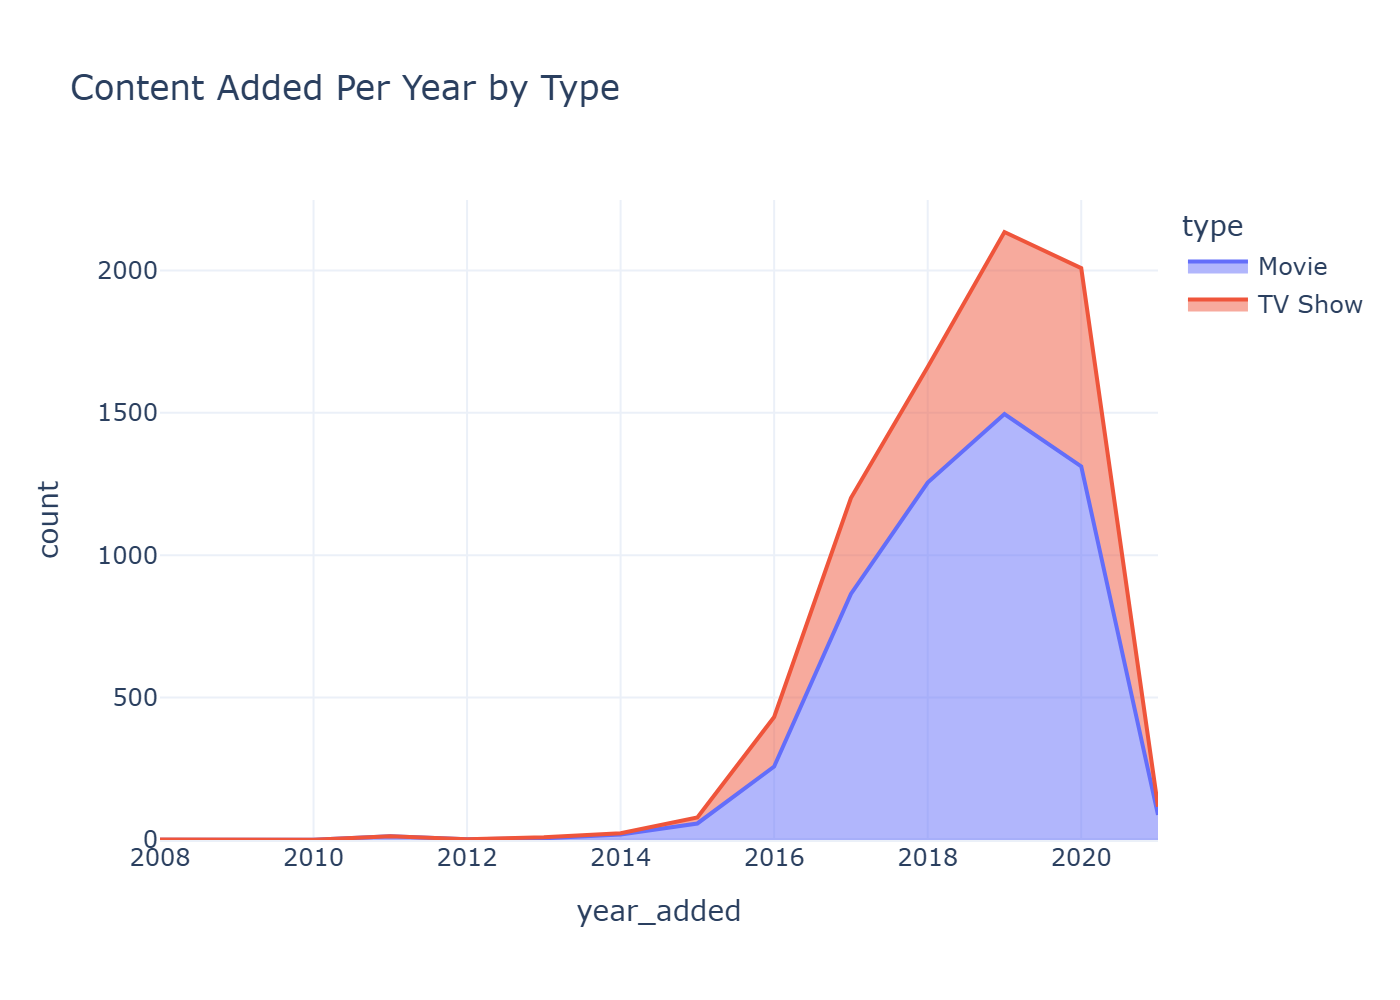 Content Added Per Year by Type
type
Movie
TV Show
2000
1500
1000
500
0
count
2008 2010 2012 2014 2016 2018 2020
year_added